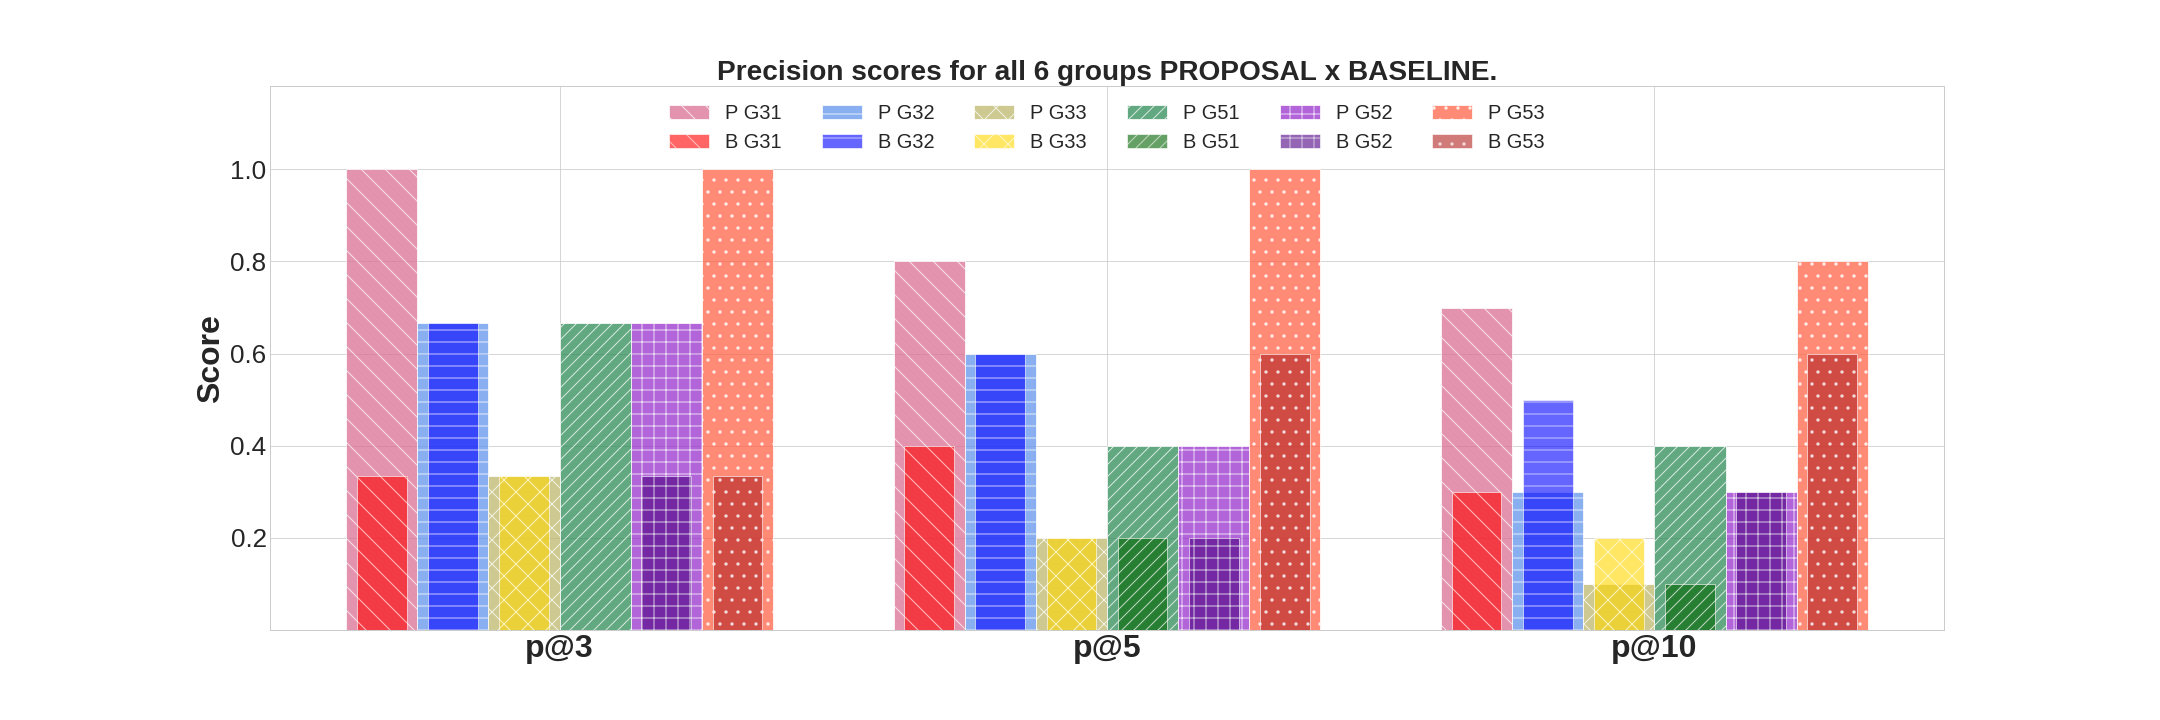 Precision scores for all 6 groups PROPOSAL x BASELINE.
P G31 P G32 P G33 P G51 P G52 P G53
B G31 B G32 B G33 B G51 B G52 B G53
1.0
0.8
0.6
0.4
0.2
Score
p@3 p@5 p@10